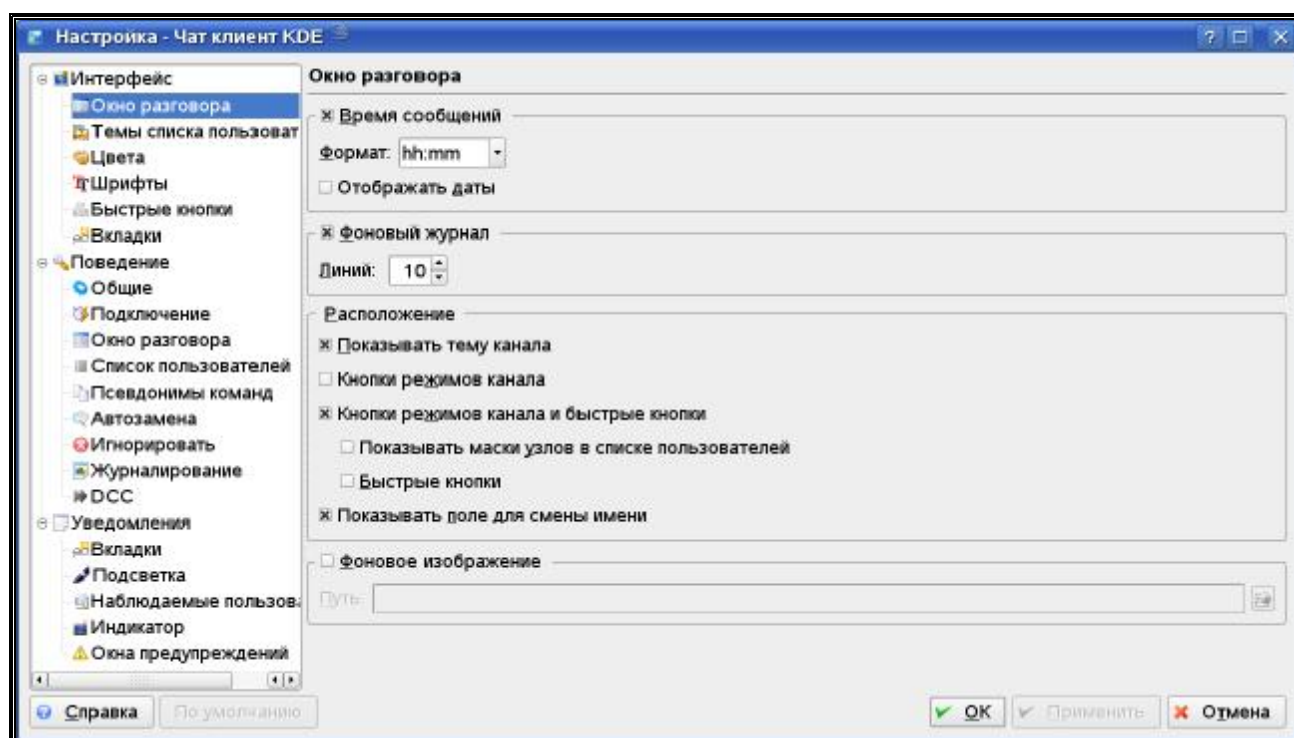 Настройка - Чат клиент KDE
Интерфейс
Окно разговора
Темы списка пользоват
Цвета
Шрифты
Быстрые кнопки
Вкладки
Поведение
Общие
Подключение
Окно разговора
Список пользователей
Псевдонимы команд
Автозамена
Игнорировать
Журналирование
DCC
Уведомления
Вкладки
Подсветка
Наблюдаемые пользов
Индикатор
Окна предупреждений
Окно разговора
Время сообщений
Формат: hh:mm
Отображать даты
Фоновый журнал
Линий: 10
Расположение
Показывать тему канала
Кнопки режимов канала
Кнопки режимов канала и быстрые кнопки
Показывать маски узлов в списке пользователей
Быстрые кнопки
Показывать поле для смены имени
Фоновое изображение
Путь:
Справка По умолчанию OK Применить Отмена